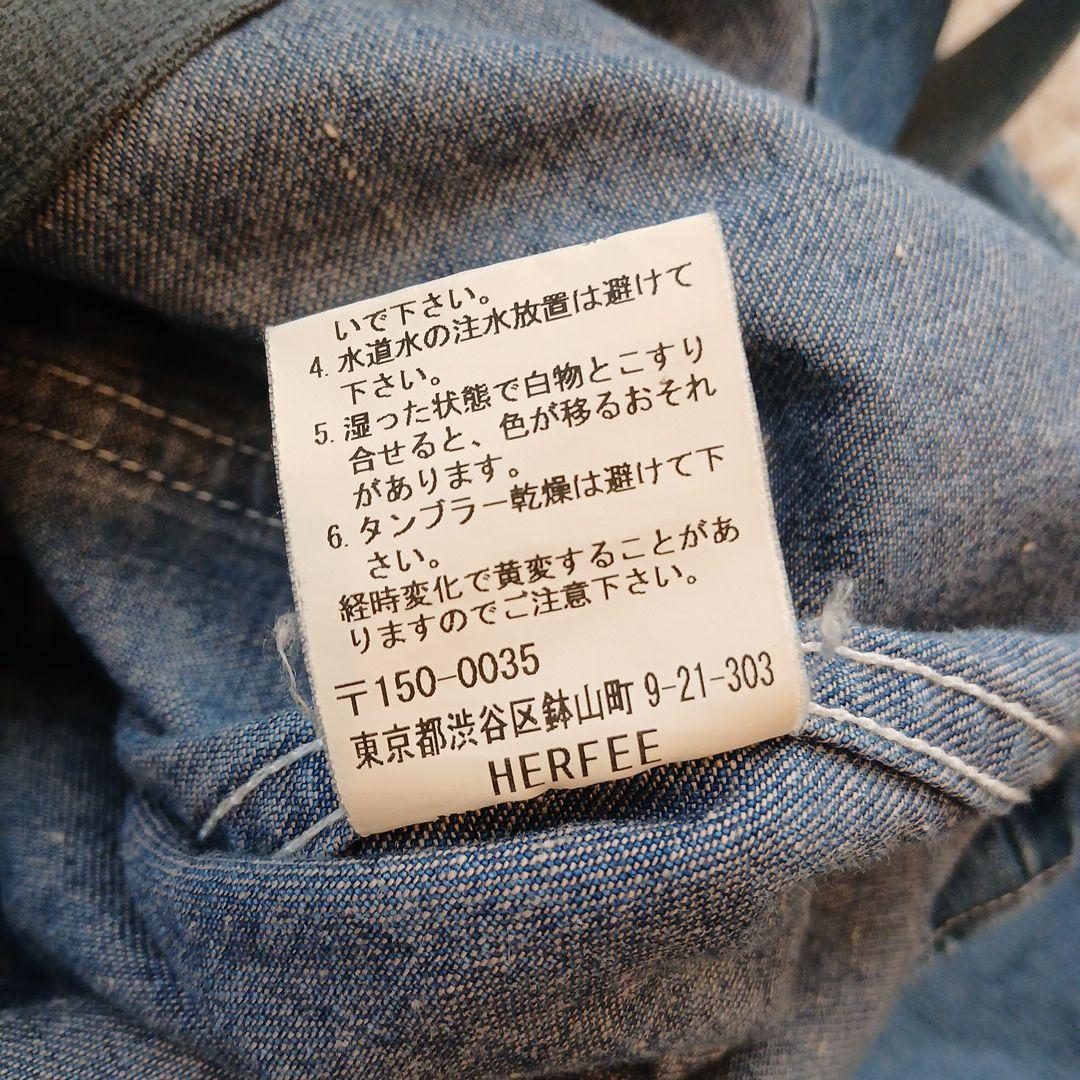 いで下さい。
4. 水道水の注水放置は避けて
下さい。
5. 湿った状態で白物とこすり
合せると、色が移るおそれ
があります。
6. タンブラー乾燥は避けて下
さい。
経時変化で黄変することがあ
りますのでご注意下さい。
〒150-0035
東京都渋谷区鉢山町 9-21-303
HERFEE